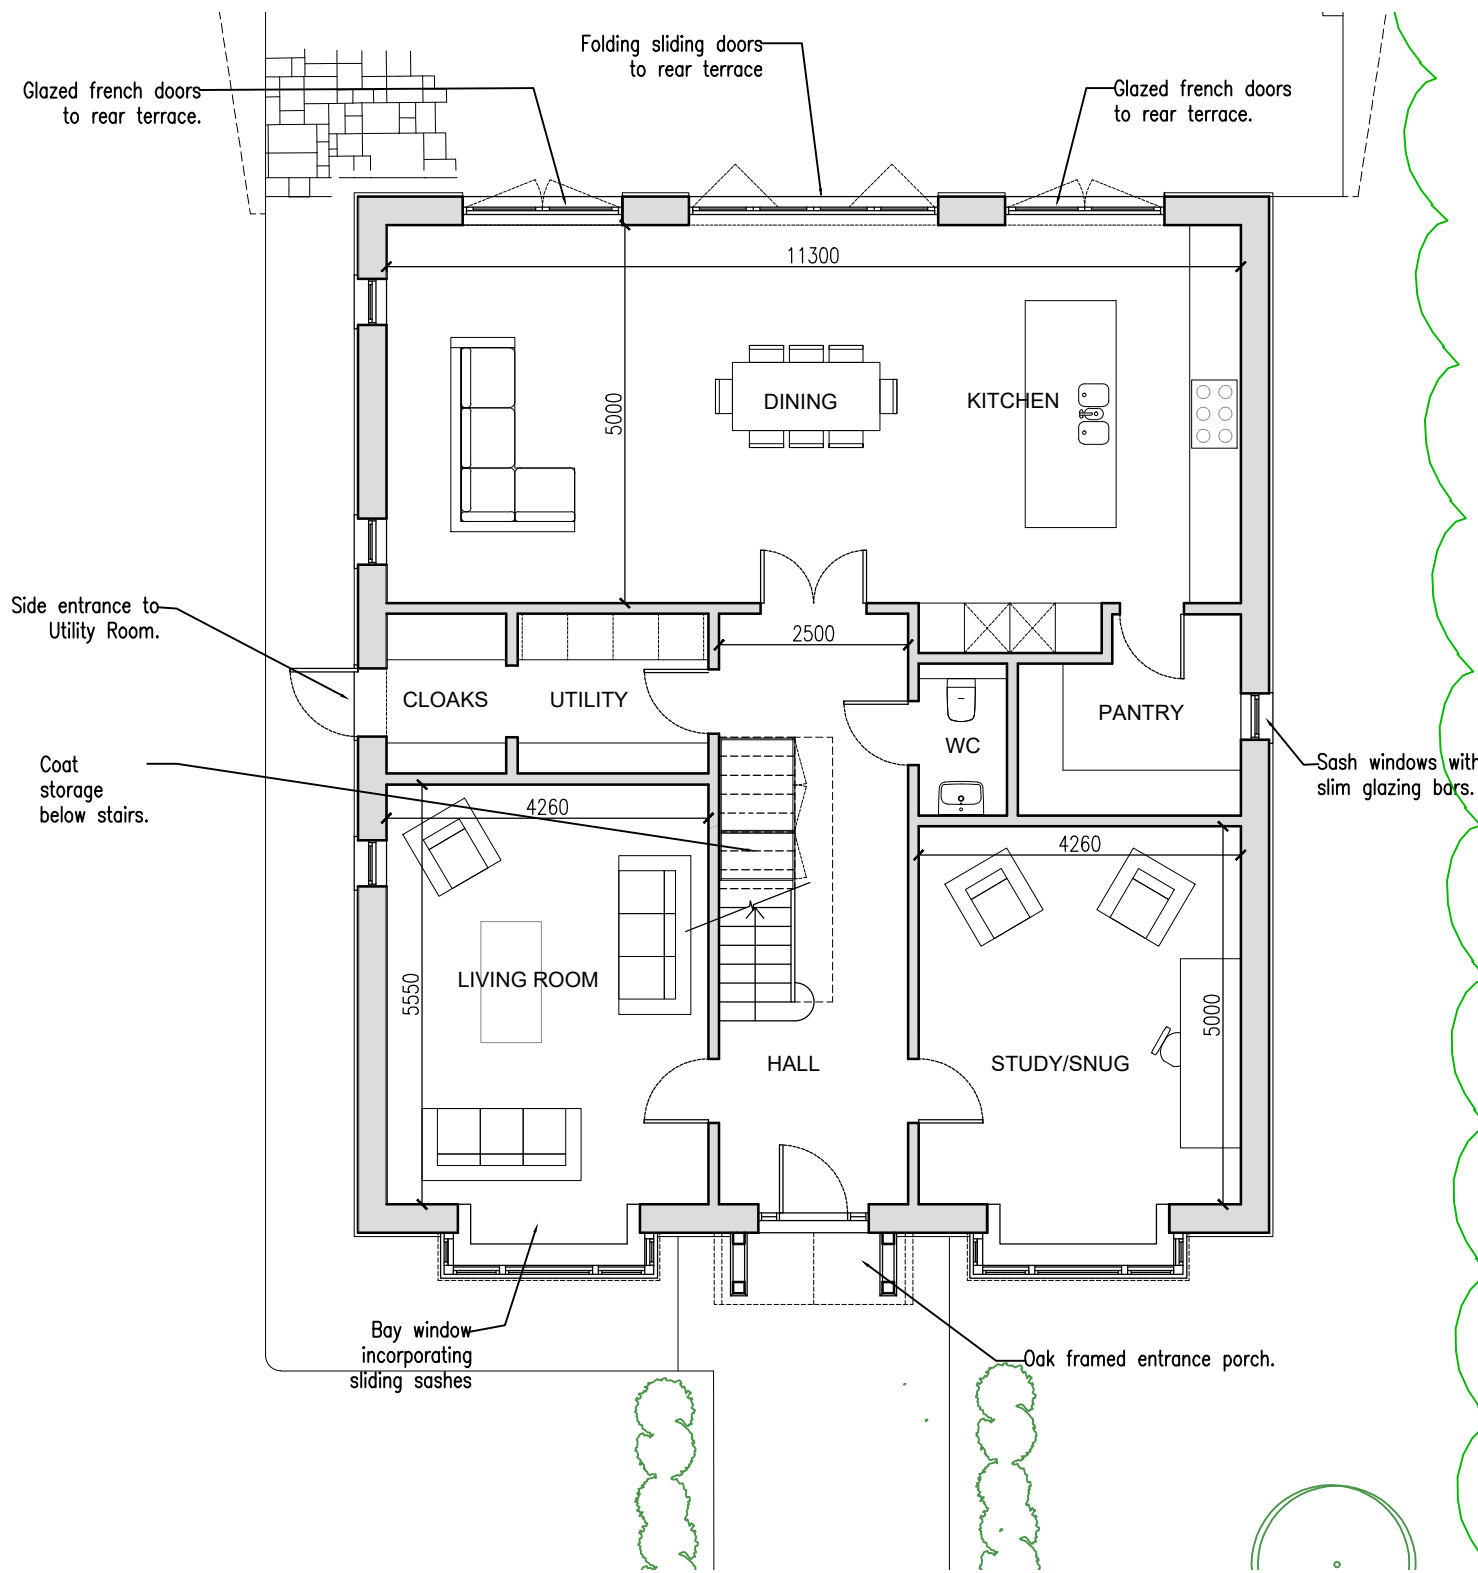 Folding sliding doors
to rear terrace
Glazed french doors
to rear terrace.
Glazed french doors
to rear terrace.
11300
5000
DINING
KITCHEN
Side entrance to
Utility Room.
2500
CLOAKS
UTILITY
PANTRY
WC
Coat
storage
below stairs.
Sash windows with
slim glazing bars.
4260
4260
LIVING ROOM
5550
5000
HALL
STUDY/SNUG
Bay window
incorporating
sliding sashes
Oak framed entrance porch.